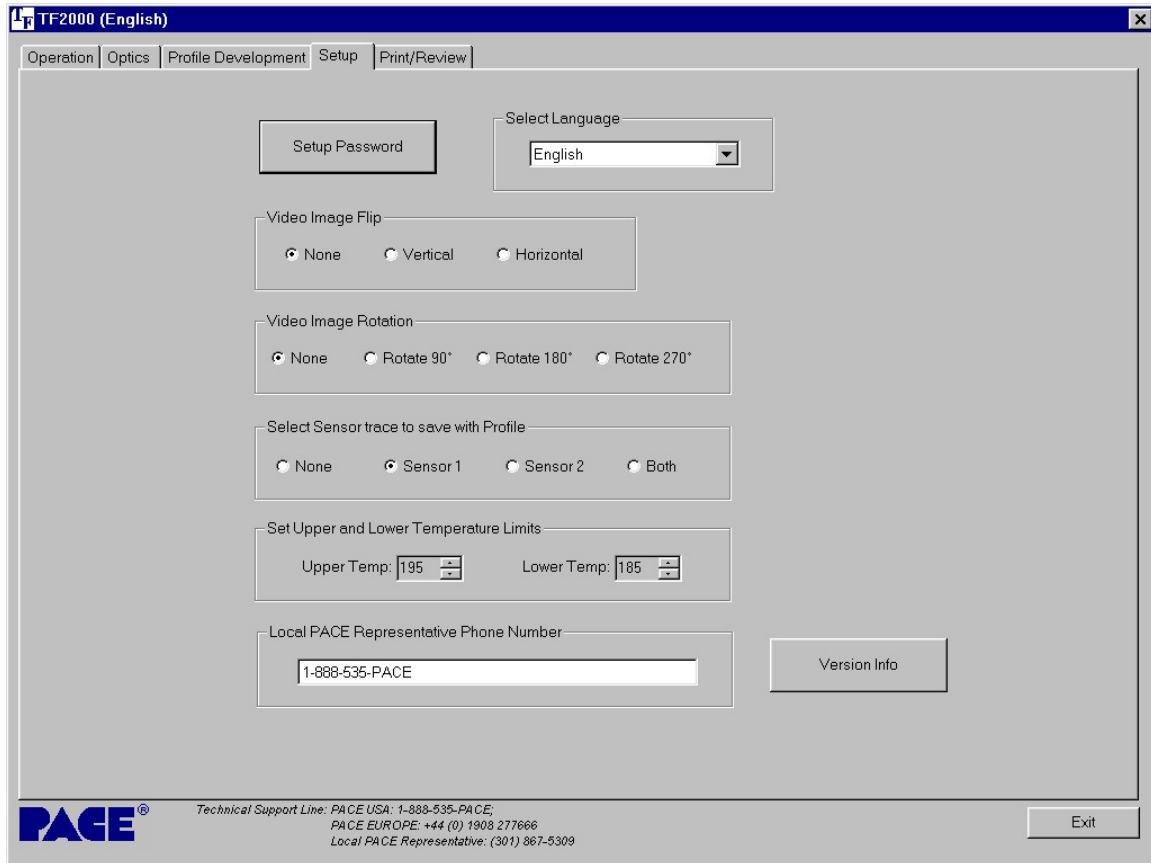 TF TF2000 (English)
Operation Optics Profile Development Setup Print/Review
Setup Password
Select Language
English
Video Image Flip
None Vertical Horizontal
Video Image Rotation
None Rotate 90° Rotate 180° Rotate 270°
Select Sensor trace to save with Profile
None Sensor 1 Sensor 2 Both
Set Upper and Lower Temperature Limits
Upper Temp: 195 Lower Temp: 185
Local PACE Representative Phone Number
1-888-535-PACE
Version Info
PACE®
Technical Support Line: PACE USA: 1-888-535-PACE;
PACE EUROPE: +44 (0) 1908 277666
Local PACE Representative: (301) 867-5309
Exit